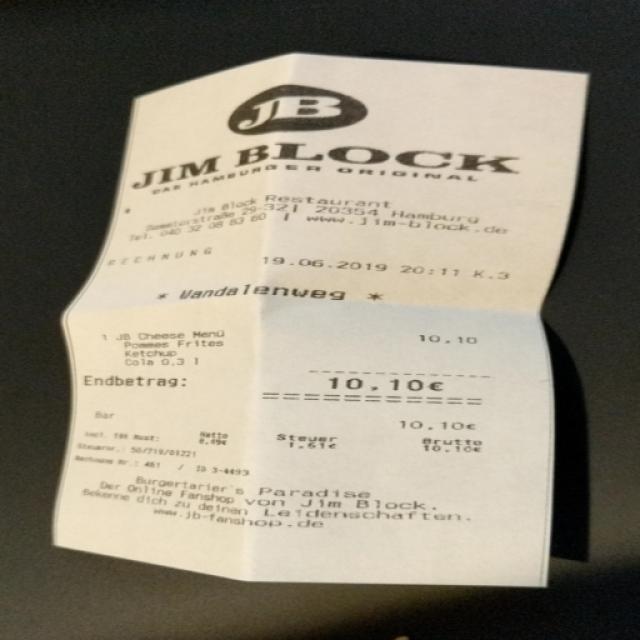 JB
JIM BLOCK
DAS HAMBURGER ORIGINAL
Jim Block Restaurant
Dammtorstraße 29-32| 20354 Hamburg
Tel. 040 32 08 83 60 | www.jim-block.de
RECHNUNG 19.06.2019 20:11 K.3
* Wandalenweg *
1 JB Cheese Menü 10,10
Pommes Frites
Ketchup
Cola 0,3 l
Endbetrag: 10,10€
Bar 10,10€
incl. 19% Mwst: Netto Steuer Brutto
8,49€ 1,61€ 10,10€
Steuernr.: 50/719/01221
Rechnung Nr.: 461 / ID 3-4493
Burgertarier's Paradise
Der Online Fanshop von Jim Block.
Bekenne dich zu deinen Leidenschaften.
www.jb-fanshop.de